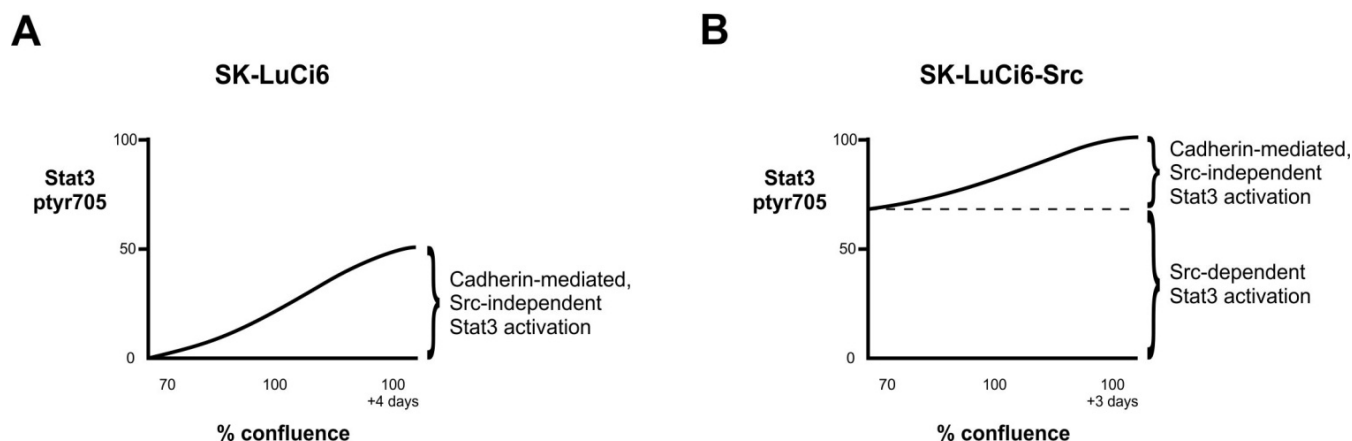 A
SK-LuCi6
Stat3
ptyr705
100
50
0
70
100
100
+4 days
% confluence
Cadherin-mediated,
Src-independent
Stat3 activation
B
SK-LuCi6-Src
Stat3
ptyr705
100
50
0
70
100
100
+3 days
% confluence
Cadherin-mediated,
Src-independent
Stat3 activation
Src-dependent
Stat3 activation